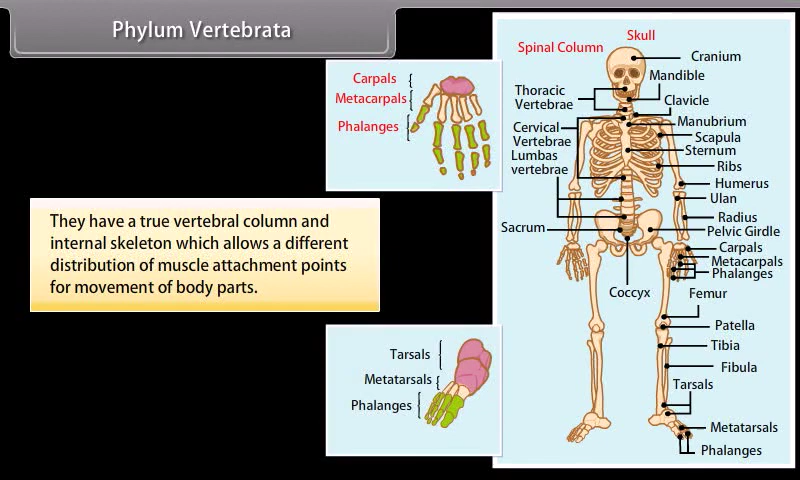 Phylum Vertebrata
Carpals
Metacarpals
Phalanges
They have a true vertebral column and
internal skeleton which allows a different
distribution of muscle attachment points
for movement of body parts.
Tarsals
Metatarsals
Phalanges
Skull
Spinal Column
Cranium
Mandible
Thoracic
Vertebrae
Clavicle
Manubrium
Cervical
Vertebrae
Scapula
Sternum
Lumbas
vertebrae
Ribs
Humerus
Ulan
Radius
Sacrum
Pelvic Girdle
Carpals
Metacarpals
Phalanges
Coccyx
Femur
Patella
Tibia
Fibula
Tarsals
Metatarsals
Phalanges